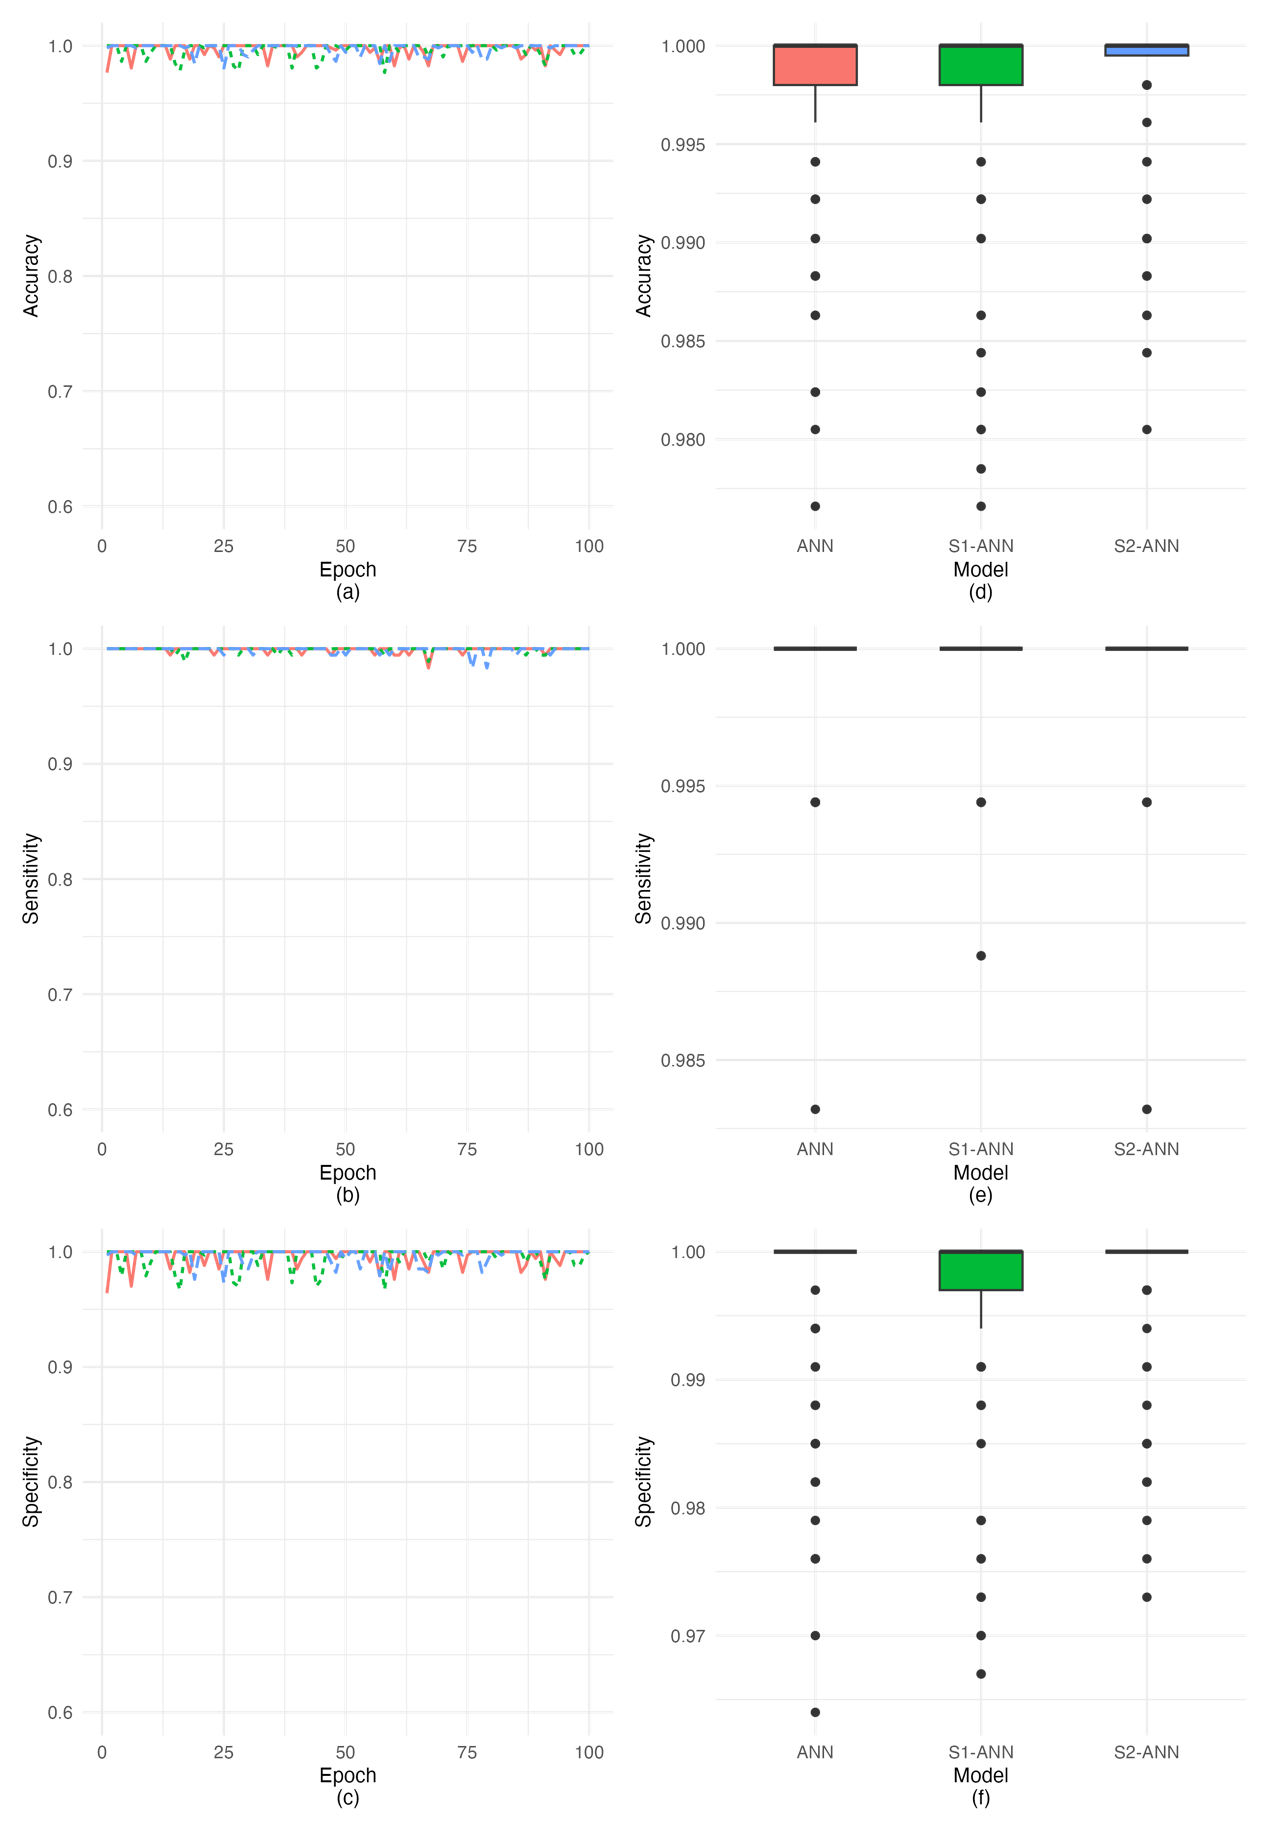 1.0
0.9
0.8
0.7
0.6
Accuracy
0 25 50 75 100
Epoch
(a)
1.000
0.995
0.990
0.985
0.980
Accuracy
ANN S1-ANN S2-ANN
Model
(d)
1.0
0.9
0.8
0.7
0.6
Sensitivity
0 25 50 75 100
Epoch
(b)
1.000
0.995
0.990
0.985
Sensitivity
ANN S1-ANN S2-ANN
Model
(e)
1.0
0.9
0.8
0.7
0.6
Specificity
0 25 50 75 100
Epoch
(c)
1.00
0.99
0.98
0.97
Specificity
ANN S1-ANN S2-ANN
Model
(f)